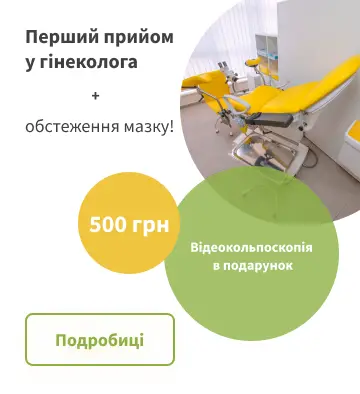 Перший прийом
у гінеколога
+
обстеження мазку!
500 грн
Відеокольпоскопія
в подарунок
Подробиці